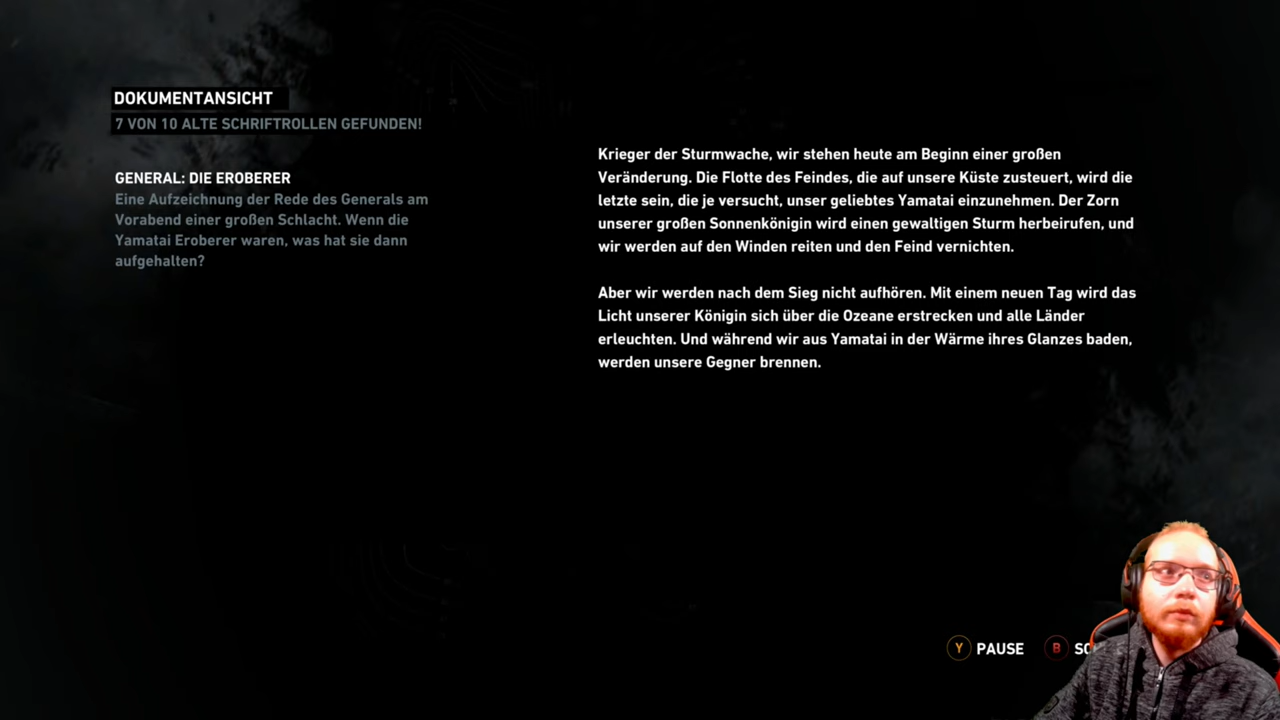 DOKUMENTANSICHT
7 VON 10 ALTE SCHRIFTROLLEN GEFUNDEN!
GENERAL: DIE EROBERER
Eine Aufzeichnung der Rede des Generals am
Vorabend einer großen Schlacht. Wenn die
Yamatai Eroberer waren, was hat sie dann
aufgehalten?
Krieger der Sturmwache, wir stehen heute am Beginn einer großen
Veränderung. Die Flotte des Feindes, die auf unsere Küste zusteuert, wird die
letzte sein, die je versucht, unser geliebtes Yamatai einzunehmen. Der Zorn
unserer großen Sonnenkönigin wird einen gewaltigen Sturm herbeirufen, und
wir werden auf den Winden reiten und den Feind vernichten.
Aber wir werden nach dem Sieg nicht aufhören. Mit einem neuen Tag wird das
Licht unserer Königin sich über die Ozeane erstrecken und alle Länder
erleuchten. Und während wir aus Yamatai in der Wärme ihres Glanzes baden,
werden unsere Gegner brennen.
Y PAUSE B